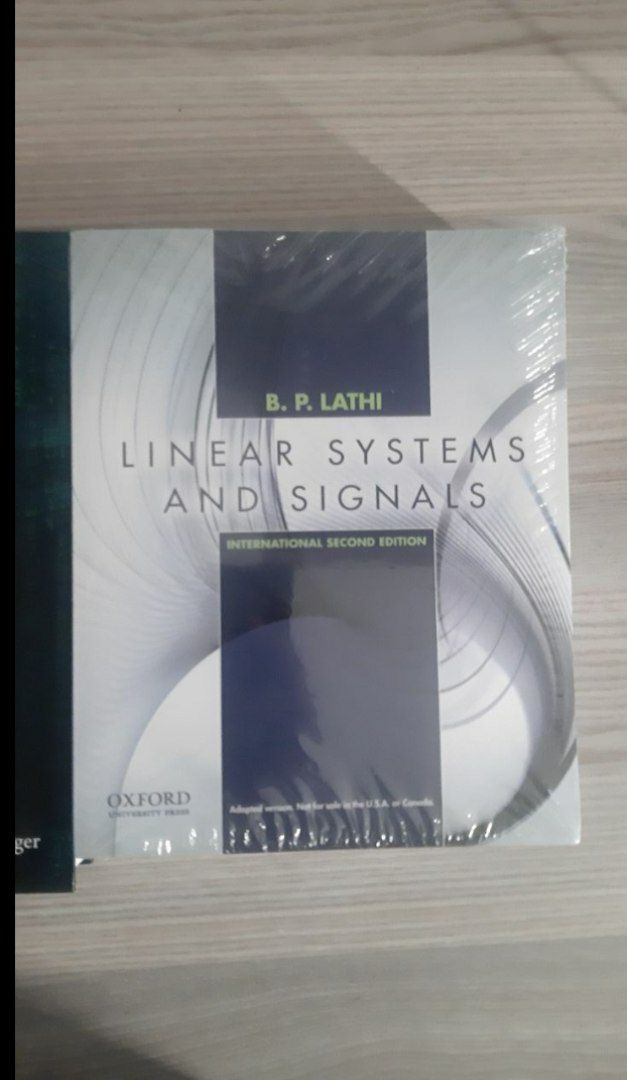 B. P. LATHI
LINEAR SYSTEMS
AND SIGNALS
INTERNATIONAL SECOND EDITION
OXFORD
UNIVERSITY PRESS
Adapted version. Not for sale in the U.S.A. or Canada.
ger